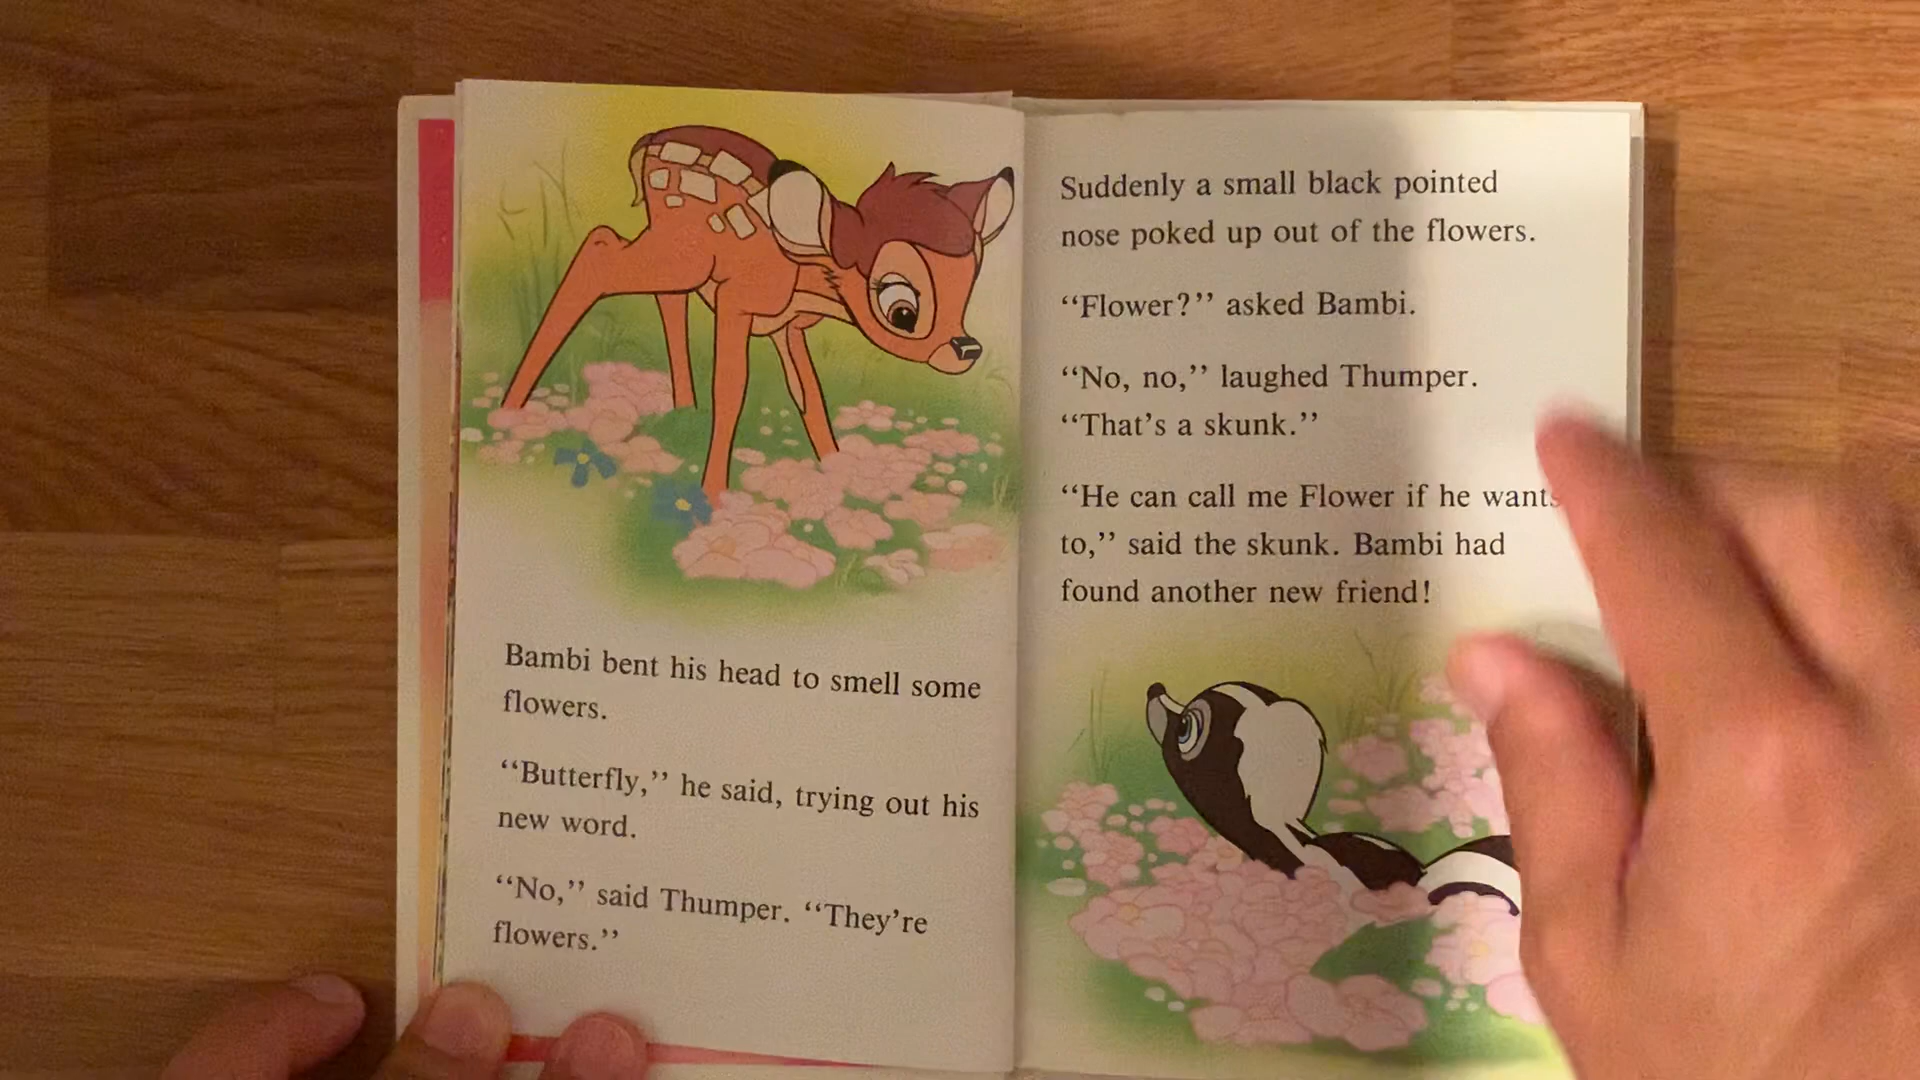 Bambi bent his head to smell some
flowers.
‘‘Butterfly,’’ he said, trying out his
new word.
‘‘No,’’ said Thumper. ‘‘They’re
flowers.’’
Suddenly a small black pointed
nose poked up out of the flowers.
‘‘Flower?’’ asked Bambi.
‘‘No, no,’’ laughed Thumper.
‘‘That’s a skunk.’’
‘‘He can call me Flower if he wants
to,’’ said the skunk. Bambi had
found another new friend!